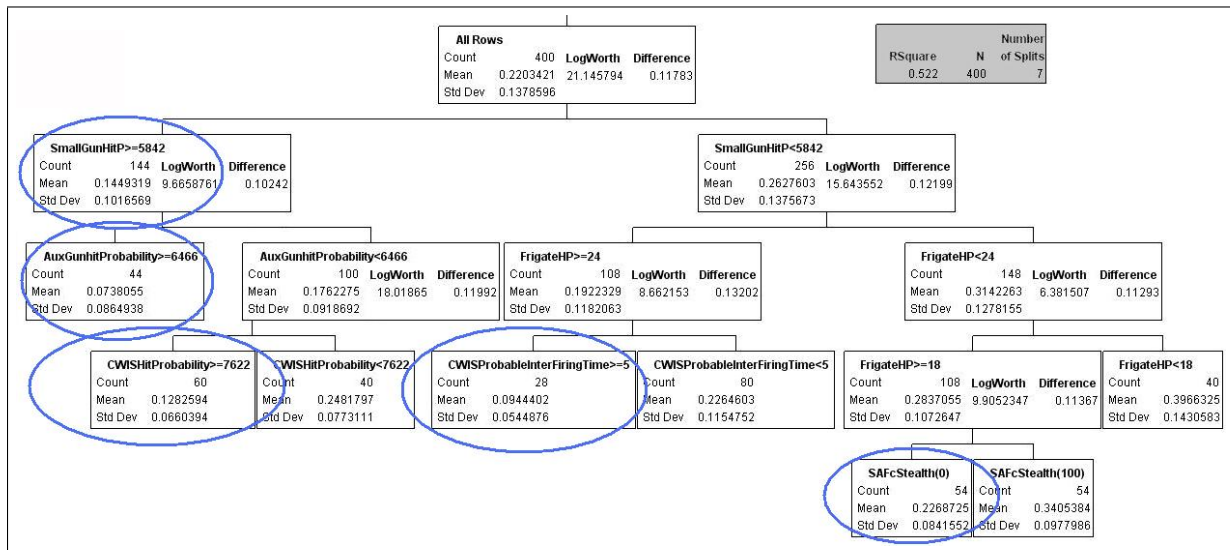 All Rows
Count 400 LogWorth Difference
Mean 0.2203421 21.145794 0.11783
Std Dev 0.1378596
Number
RSquare N of Splits
0.522 400 7
SmallGunHitP>=5842
Count 144 LogWorth Difference
Mean 0.1449319 9.6658761 0.10242
Std Dev 0.1016569
SmallGunHitP<5842
Count 256 LogWorth Difference
Mean 0.2627603 15.643552 0.12199
Std Dev 0.1375673
AuxGunhitProbability>=6466
Count 44
Mean 0.0738055
Std Dev 0.0864938
AuxGunhitProbability<6466
Count 100 LogWorth Difference
Mean 0.1762275 18.01865 0.11992
Std Dev 0.0918692
FrigateHP>=24
Count 108 LogWorth Difference
Mean 0.1922329 8.662153 0.13202
Std Dev 0.1182063
FrigateHP<24
Count 148 LogWorth Difference
Mean 0.3142263 6.381507 0.11293
Std Dev 0.1278155
CWISHitProbability>=7622
Count 60
Mean 0.1282594
Std Dev 0.0660394
CWISHitProbability<7622
Count 40
Mean 0.2481797
Std Dev 0.0773111
CWISProbableInterFiringTime>=5
Count 28
Mean 0.0944402
Std Dev 0.0544876
CWISProbableInterFiringTime<5
Count 80
Mean 0.2264603
Std Dev 0.1154752
FrigateHP>=18
Count 108 LogWorth Difference
Mean 0.2837055 9.9052347 0.11367
Std Dev 0.1072647
FrigateHP<18
Count 40
Mean 0.3966325
Std Dev 0.1430583
SAFcStealth(0)
Count 54
Mean 0.2268725
Std Dev 0.0841552
SAFcStealth(100)
Count 54
Mean 0.3405384
Std Dev 0.0977986